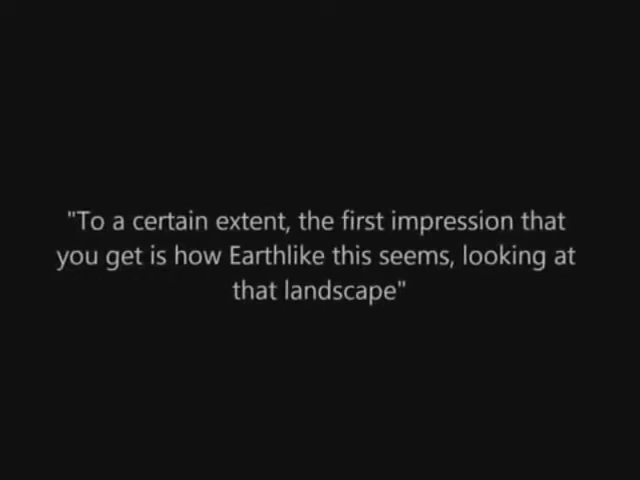 "To a certain extent, the first impression that
you get is how Earthlike this seems, looking at
that landscape"